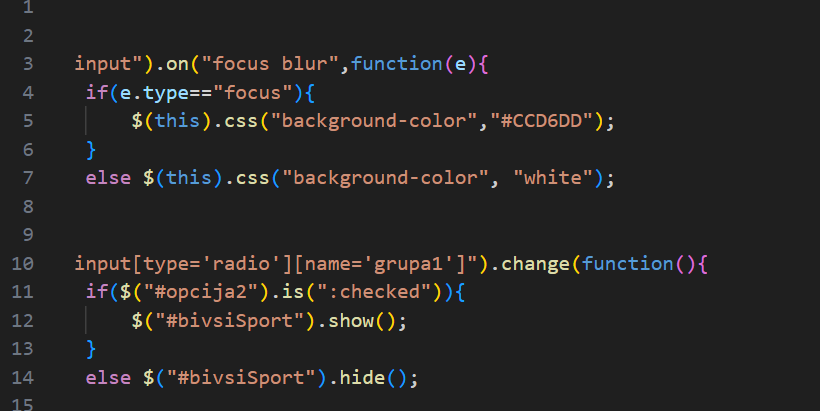 1
2
3 input").on("focus blur",function(e){
4 if(e.type=="focus"){
5 $(this).css("background-color","#CCD6DD");
6 }
7 else $(this).css("background-color", "white");
8
9
10 input[type='radio'][name='grupa1']").change(function(){
11 if($("#opcija2").is(":checked")){
12 $("#bivsiSport").show();
13 }
14 else $("#bivsiSport").hide();
15